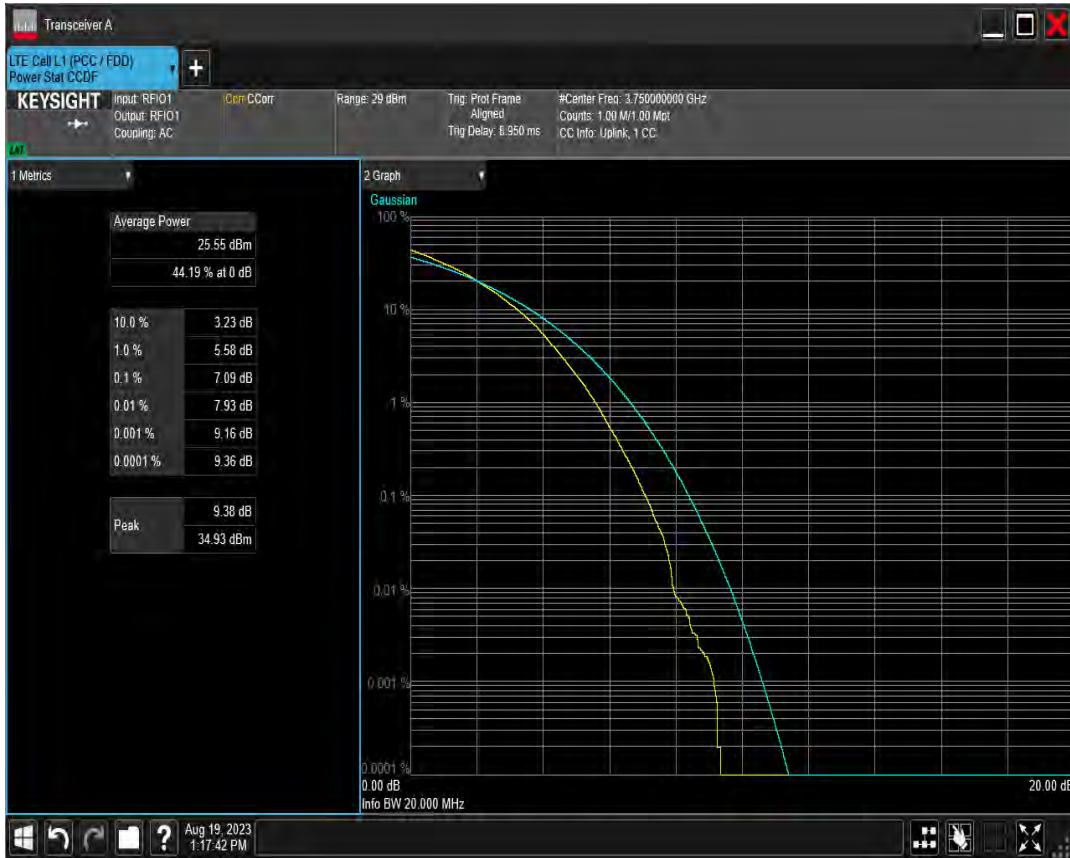 Transceiver A
LTE Cell L1 (PCC / FDD)
Power Stat CCDF
+
KEYSIGHT
Input: RFIO1
Output: RFIO1
Coupling: AC
Corr CCorr
Range: 29 dBm
Trig: Prot Frame
Aligned
Trig Delay: 8.950 ms
#Center Freq: 3.750000000 GHz
Counts: 1.00 M/1.00 Mpt
CC Info: Uplink, 1 CC
1 Metrics
Average Power
25.55 dBm
44.19 % at 0 dB
10.0 % 3.23 dB
1.0 % 5.58 dB
0.1 % 7.09 dB
0.01 % 7.93 dB
0.001 % 9.16 dB
0.0001 % 9.36 dB
Peak 9.38 dB
34.93 dBm
2 Graph
Gaussian
100 %
10 %
1 %
0.1 %
0.01 %
0.001 %
0.0001 %
0.00 dB 20.00 dB
Info BW 20.000 MHz
?
Aug 19, 2023
1:17:42 PM